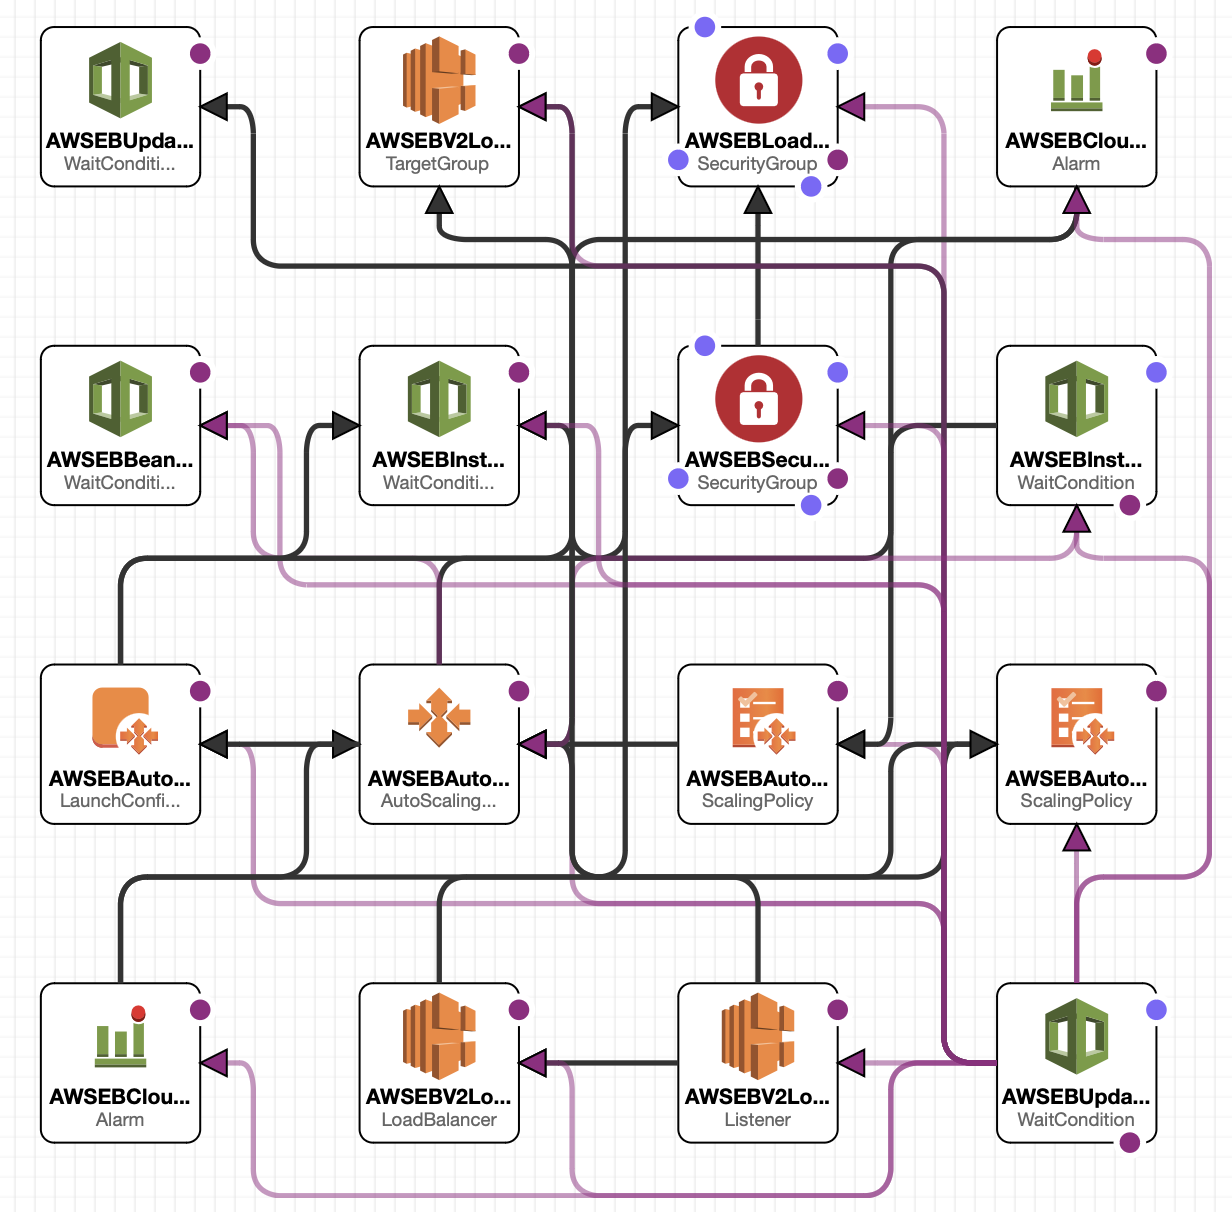 AWSEBUpda...
WaitConditi...
AWSEBV2Lo...
TargetGroup
AWSEBLoad...
SecurityGroup
AWSEBClou...
Alarm
AWSEBBean...
WaitConditi...
AWSEBInst...
WaitConditi...
AWSEBSecu...
SecurityGroup
AWSEBInst...
WaitCondition
AWSEBAuto...
LaunchConfi...
AWSEBAuto...
AutoScaling...
AWSEBAuto...
ScalingPolicy
AWSEBAuto...
ScalingPolicy
AWSEBClou...
Alarm
AWSEBV2Lo...
LoadBalancer
AWSEBV2Lo...
Listener
AWSEBUpda...
WaitCondition